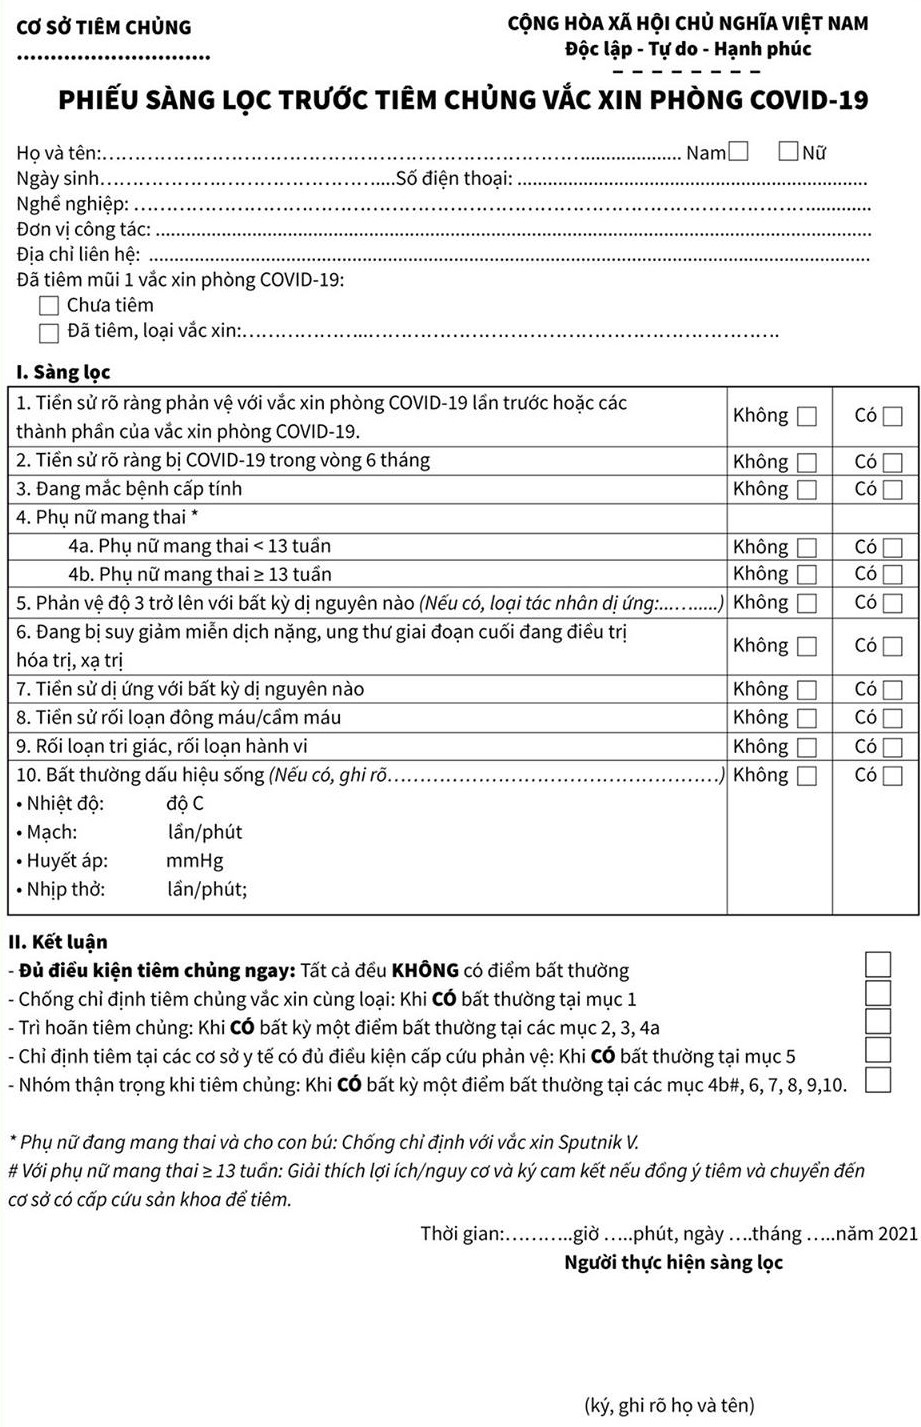 CƠ SỞ TIÊM CHỦNG
CỘNG HÒA XÃ HỘI CHỦ NGHĨA VIỆT NAM
.............................
Độc lập - Tự do - Hạnh phúc
- - - - - - - -
PHIẾU SÀNG LỌC TRƯỚC TIÊM CHỦNG VẮC XIN PHÒNG COVID-19
Họ và tên:.................................................................................... Nam☐ ☐Nữ
Ngày sinh...............................................Số điện thoại: .....................................................................
Nghề nghiệp: .....................................................................................................................
Đơn vị công tác: ................................................................................................................
Địa chỉ liên hệ: ..................................................................................................................
Đã tiêm mũi 1 vắc xin phòng COVID-19:
☐ Chưa tiêm
☐ Đã tiêm, loại vắc xin:....................................................................................
I. Sàng lọc
1. Tiền sử rõ ràng phản vệ với vắc xin phòng COVID-19 lần trước hoặc các
thành phần của vắc xin phòng COVID-19. Không ☐ Có ☐
2. Tiền sử rõ ràng bị COVID-19 trong vòng 6 tháng Không ☐ Có ☐
3. Đang mắc bệnh cấp tính Không ☐ Có ☐
4. Phụ nữ mang thai *
4a. Phụ nữ mang thai < 13 tuần Không ☐ Có ☐
4b. Phụ nữ mang thai ≥ 13 tuần Không ☐ Có ☐
5. Phản vệ độ 3 trở lên với bất kỳ dị nguyên nào (Nếu có, loại tác nhân dị ứng:............) Không ☐ Có ☐
6. Đang bị suy giảm miễn dịch nặng, ung thư giai đoạn cuối đang điều trị
hóa trị, xạ trị Không ☐ Có ☐
7. Tiền sử dị ứng với bất kỳ dị nguyên nào Không ☐ Có ☐
8. Tiền sử rối loạn đông máu/cầm máu Không ☐ Có ☐
9. Rối loạn tri giác, rối loạn hành vi Không ☐ Có ☐
10. Bất thường dấu hiệu sống (Nếu có, ghi rõ....................................................) Không ☐ Có ☐
• Nhiệt độ: độ C
• Mạch: lần/phút
• Huyết áp: mmHg
• Nhịp thở: lần/phút;
II. Kết luận
- Đủ điều kiện tiêm chủng ngay: Tất cả đều KHÔNG có điểm bất thường ☐
- Chống chỉ định tiêm chủng vắc xin cùng loại: Khi CÓ bất thường tại mục 1 ☐
- Trì hoãn tiêm chủng: Khi CÓ bất kỳ một điểm bất thường tại các mục 2, 3, 4a ☐
- Chỉ định tiêm tại các cơ sở y tế có đủ điều kiện cấp cứu phản vệ: Khi CÓ bất thường tại mục 5 ☐
- Nhóm thận trọng khi tiêm chủng: Khi CÓ bất kỳ một điểm bất thường tại các mục 4b#, 6, 7, 8, 9,10. ☐
* Phụ nữ đang mang thai và cho con bú: Chống chỉ định với vắc xin Sputnik V.
# Với phụ nữ mang thai ≥ 13 tuần: Giải thích lợi ích/nguy cơ và ký cam kết nếu đồng ý tiêm và chuyển đến
cơ sở có cấp cứu sản khoa để tiêm.
Thời gian:...........giờ .....phút, ngày ....tháng .....năm 2021
Người thực hiện sàng lọc
(ký, ghi rõ họ và tên)